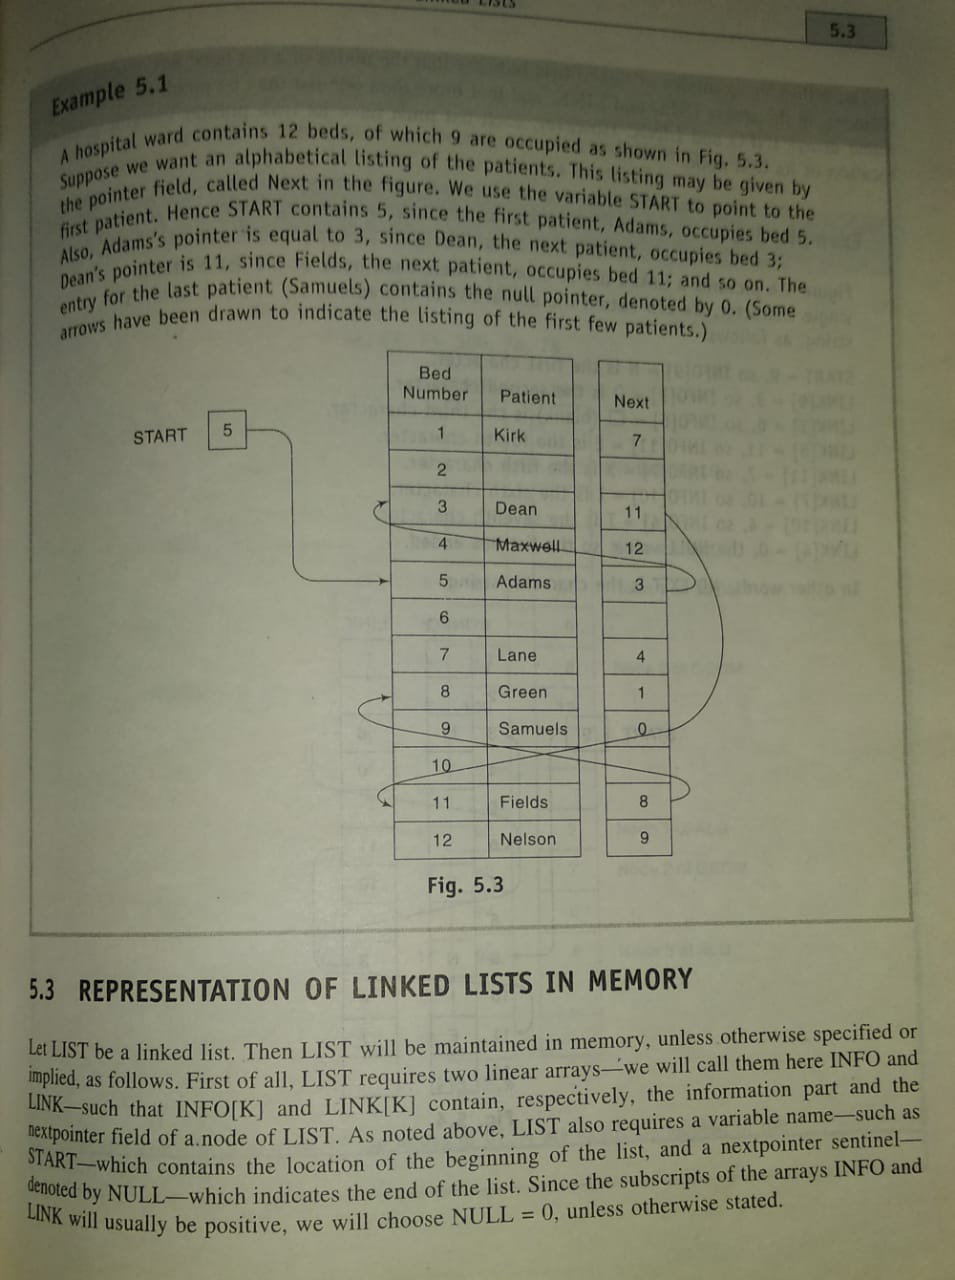 LINKED LISTS
5.3
Example 5.1
A hospital ward contains 12 beds, of which 9 are occupied as shown in Fig. 5.3.
Suppose we want an alphabetical listing of the patients. This listing may be given by
the pointer field, called Next in the figure. We use the variable START to point to the
first patient. Hence START contains 5, since the first patient, Adams, occupies bed 5.
Also, Adams's pointer is equal to 3, since Dean, the next patient, occupies bed 3;
Dean's pointer is 11, since Fields, the next patient, occupies bed 11; and so on. The
entry for the last patient (Samuels) contains the null pointer, denoted by 0. (Some
arrows have been drawn to indicate the listing of the first few patients.)
START 5
Bed
Number Patient Next
1 Kirk 7
2
3 Dean 11
4 Maxwell 12
5 Adams 3
6
7 Lane 4
8 Green 1
9 Samuels 0
10
11 Fields 8
12 Nelson 9
Fig. 5.3
5.3 REPRESENTATION OF LINKED LISTS IN MEMORY
Let LIST be a linked list. Then LIST will be maintained in memory, unless otherwise specified or
implied, as follows. First of all, LIST requires two linear arrays—we will call them here INFO and
LINK—such that INFO[K] and LINK[K] contain, respectively, the information part and the
nextpointer field of a node of LIST. As noted above, LIST also requires a variable name—such as
START—which contains the location of the beginning of the list, and a nextpointer sentinel—
denoted by NULL—which indicates the end of the list. Since the subscripts of the arrays INFO and
LINK will usually be positive, we will choose NULL = 0, unless otherwise stated.